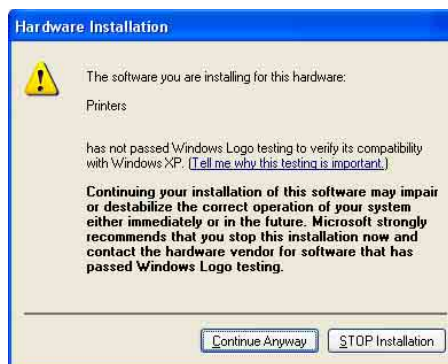 Hardware Installation
The software you are installing for this hardware:
Printers
has not passed Windows Logo testing to verify its compatibility
with Windows XP. (Tell me why this testing is important.)
Continuing your installation of this software may impair
or destabilize the correct operation of your system
either immediately or in the future. Microsoft strongly
recommends that you stop this installation now and
contact the hardware vendor for software that has
passed Windows Logo testing.
Continue Anyway
STOP Installation